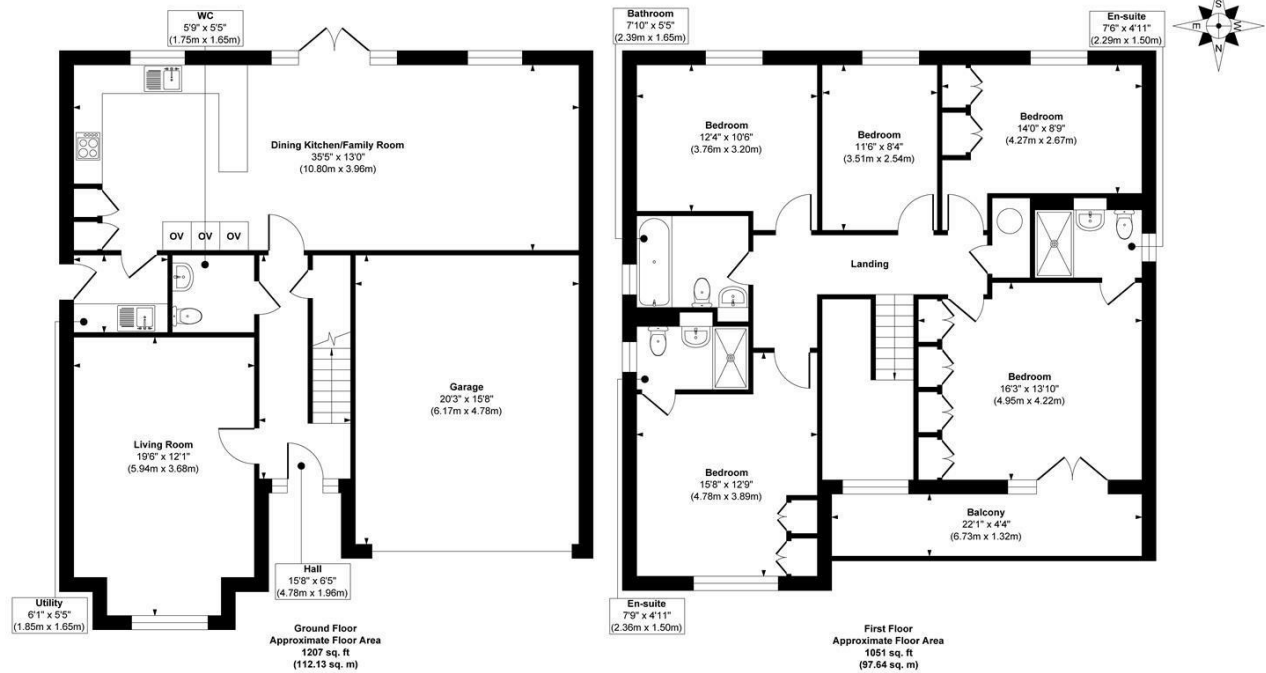 WC
5'9" x 5'5"
(1.75m x 1.65m)
Dining Kitchen/Family Room
35'5" x 13'0"
(10.80m x 3.96m)
OV
OV
OV
Garage
20'3" x 15'8"
(6.17m x 4.78m)
Living Room
19'6" x 12'1"
(5.94m x 3.68m)
Hall
15'8" x 6'5"
(4.78m x 1.96m)
Utility
6'1" x 5'5"
(1.85m x 1.65m)
Ground Floor
Approximate Floor Area
1207 sq. ft
(112.13 sq. m)
Bathroom
7'10" x 5'5"
(2.39m x 1.65m)
En-suite
7'6" x 4'11"
(2.29m x 1.50m)
S
E
W
N
Bedroom
12'4" x 10'6"
(3.76m x 3.20m)
Bedroom
11'6" x 8'4"
(3.51m x 2.54m)
Bedroom
14'0" x 8'9"
(4.27m x 2.67m)
Landing
Bedroom
16'3" x 13'10"
(4.95m x 4.22m)
Bedroom
15'8" x 12'9"
(4.78m x 3.89m)
Balcony
22'1" x 4'4"
(6.73m x 1.32m)
En-suite
7'9" x 4'11"
(2.36m x 1.50m)
First Floor
Approximate Floor Area
1051 sq. ft
(97.64 sq. m)